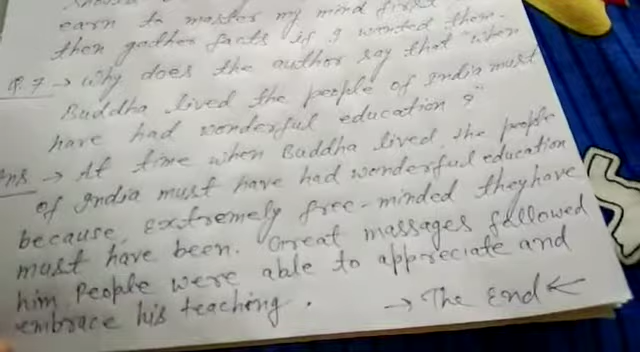 earn to master my mind first
then gather facts if I wanted them.
Q.7 → Why does the author say that "when
Buddha lived the people of India must
have had wonderful education?"
Ans → At time when Buddha lived, the people
of India must have had wonderful education
because extremely free-minded they have
must have been. Great massages followed
him. People were able to appreciate and
embrace his teaching.
→ The End ←